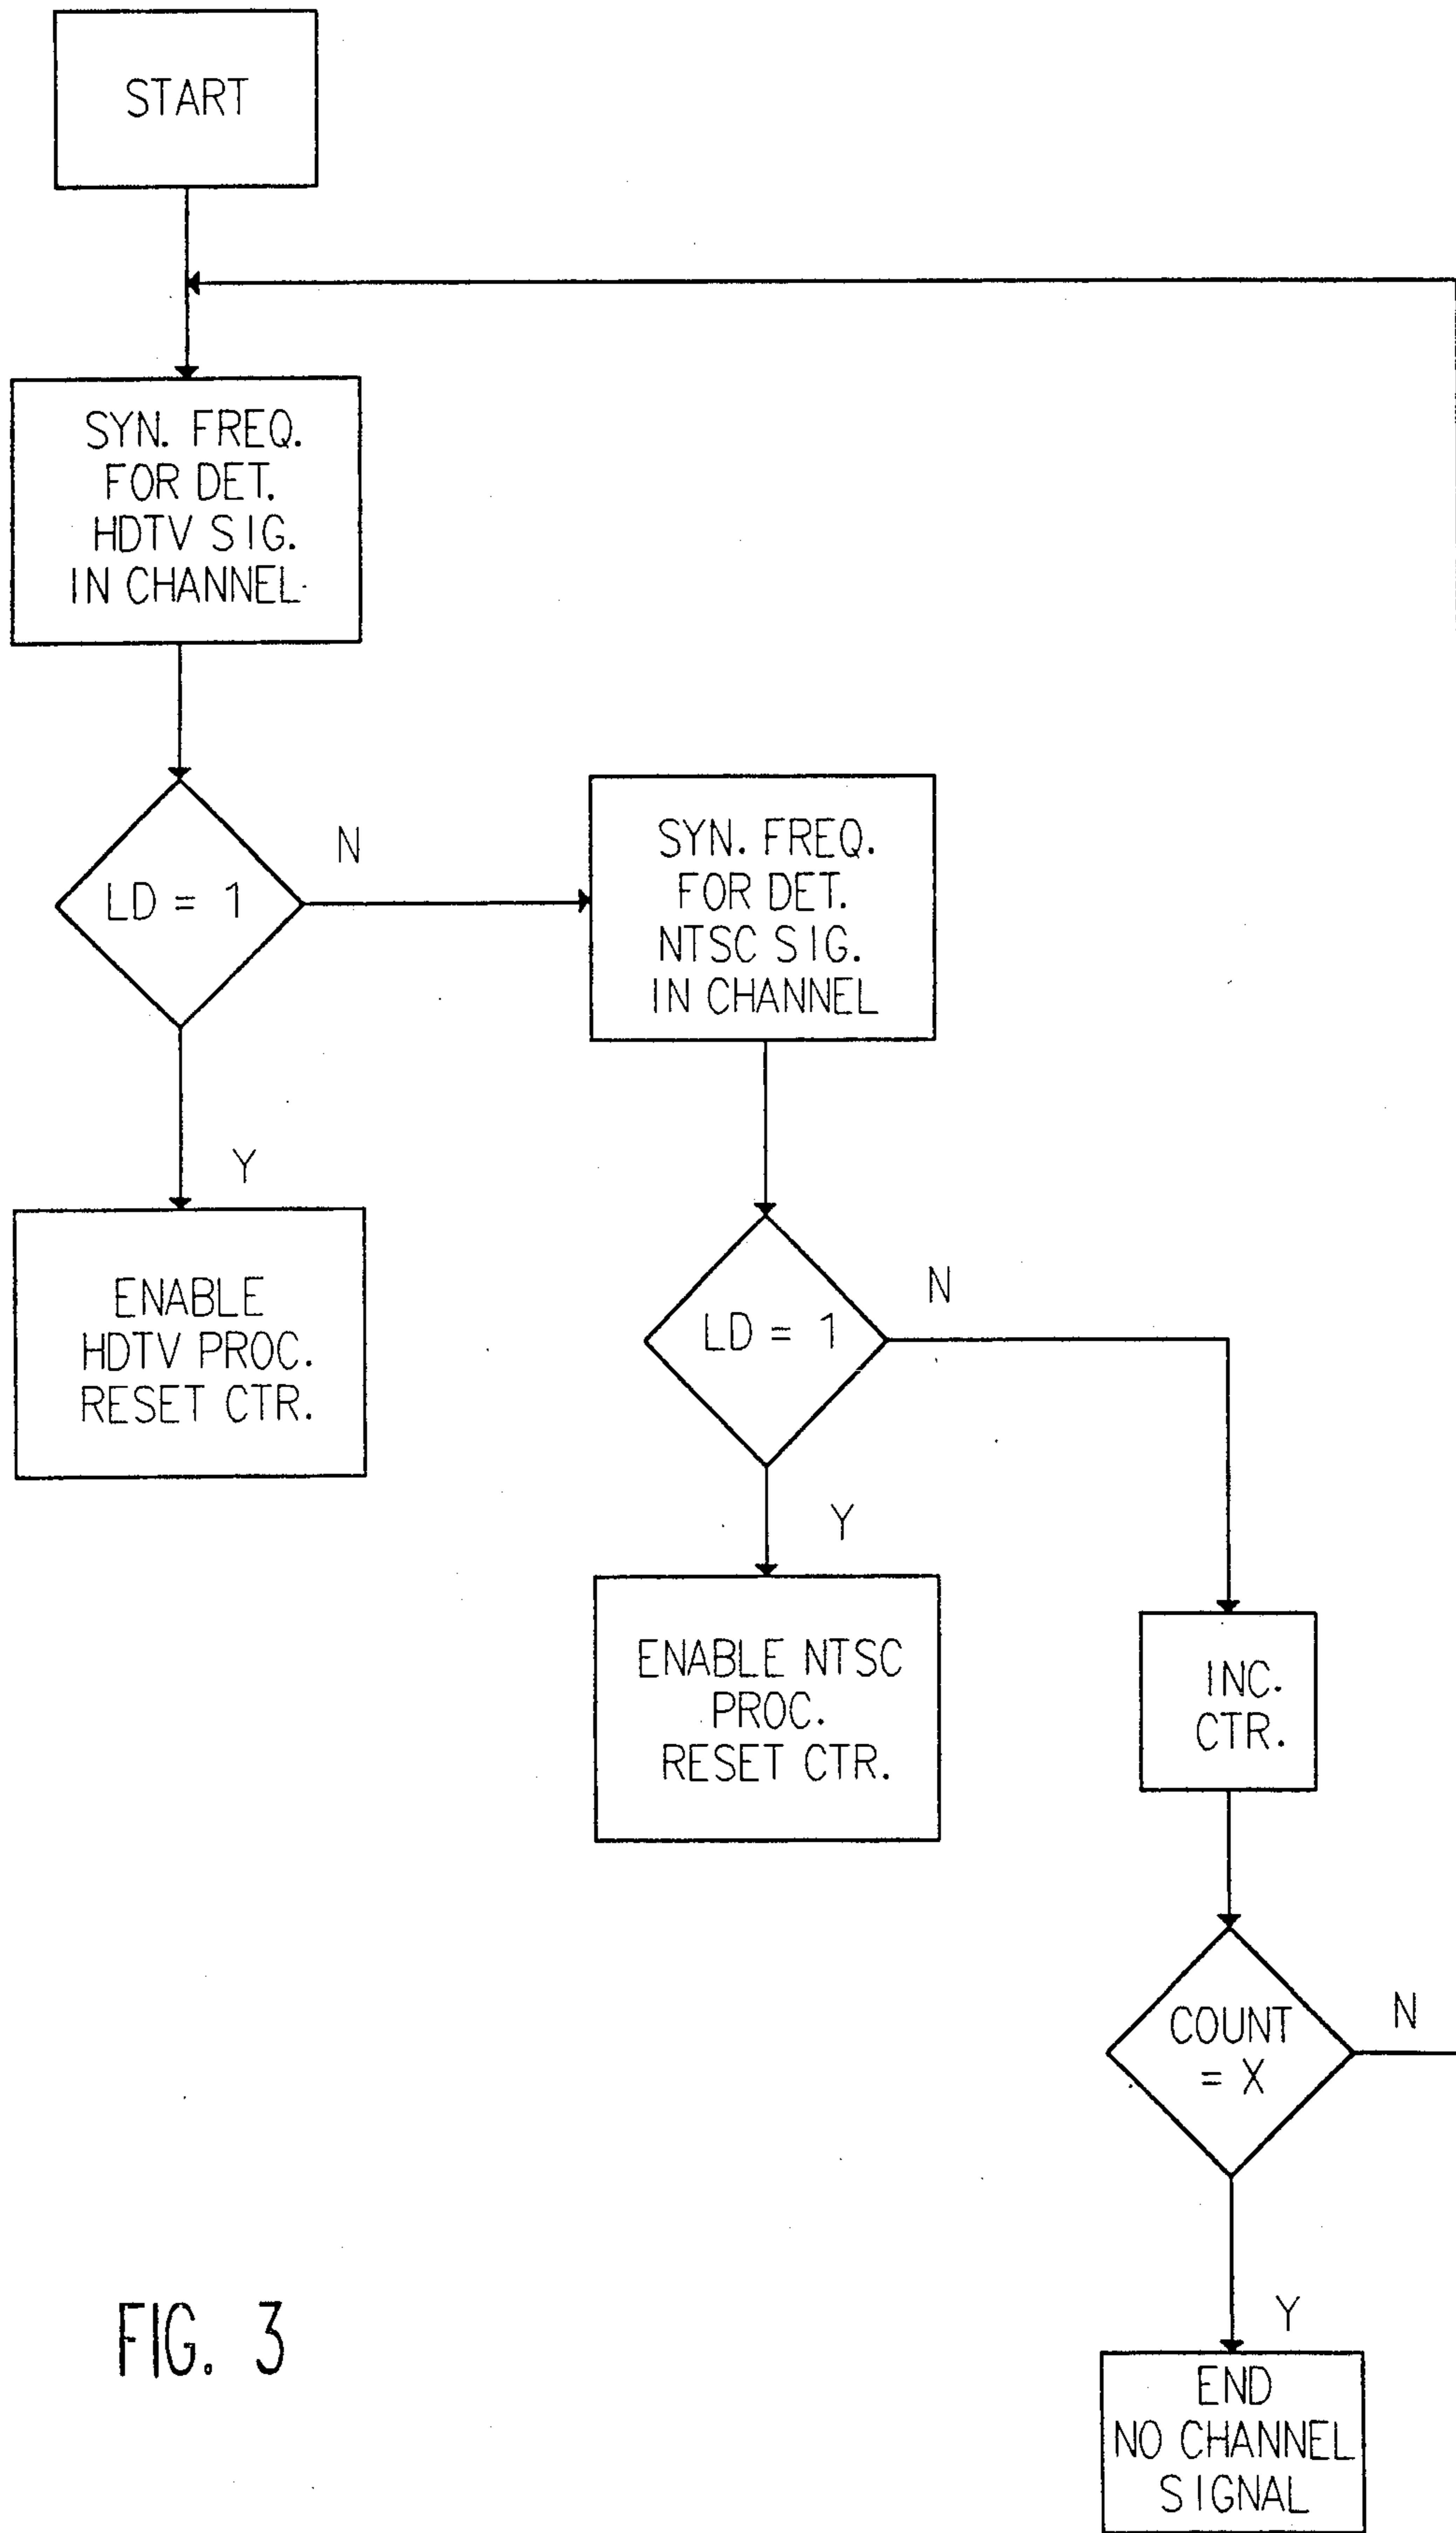 START
SYN. FREQ.
FOR DET.
HDTV SIG.
IN CHANNEL
LD = 1
N
Y
SYN. FREQ.
FOR DET.
NTSC SIG.
IN CHANNEL
ENABLE
HDTV PROC.
RESET CTR.
LD = 1
N
Y
ENABLE NTSC
PROC.
RESET CTR.
INC.
CTR.
COUNT
= X
N
Y
END
NO CHANNEL
SIGNAL
FIG. 3